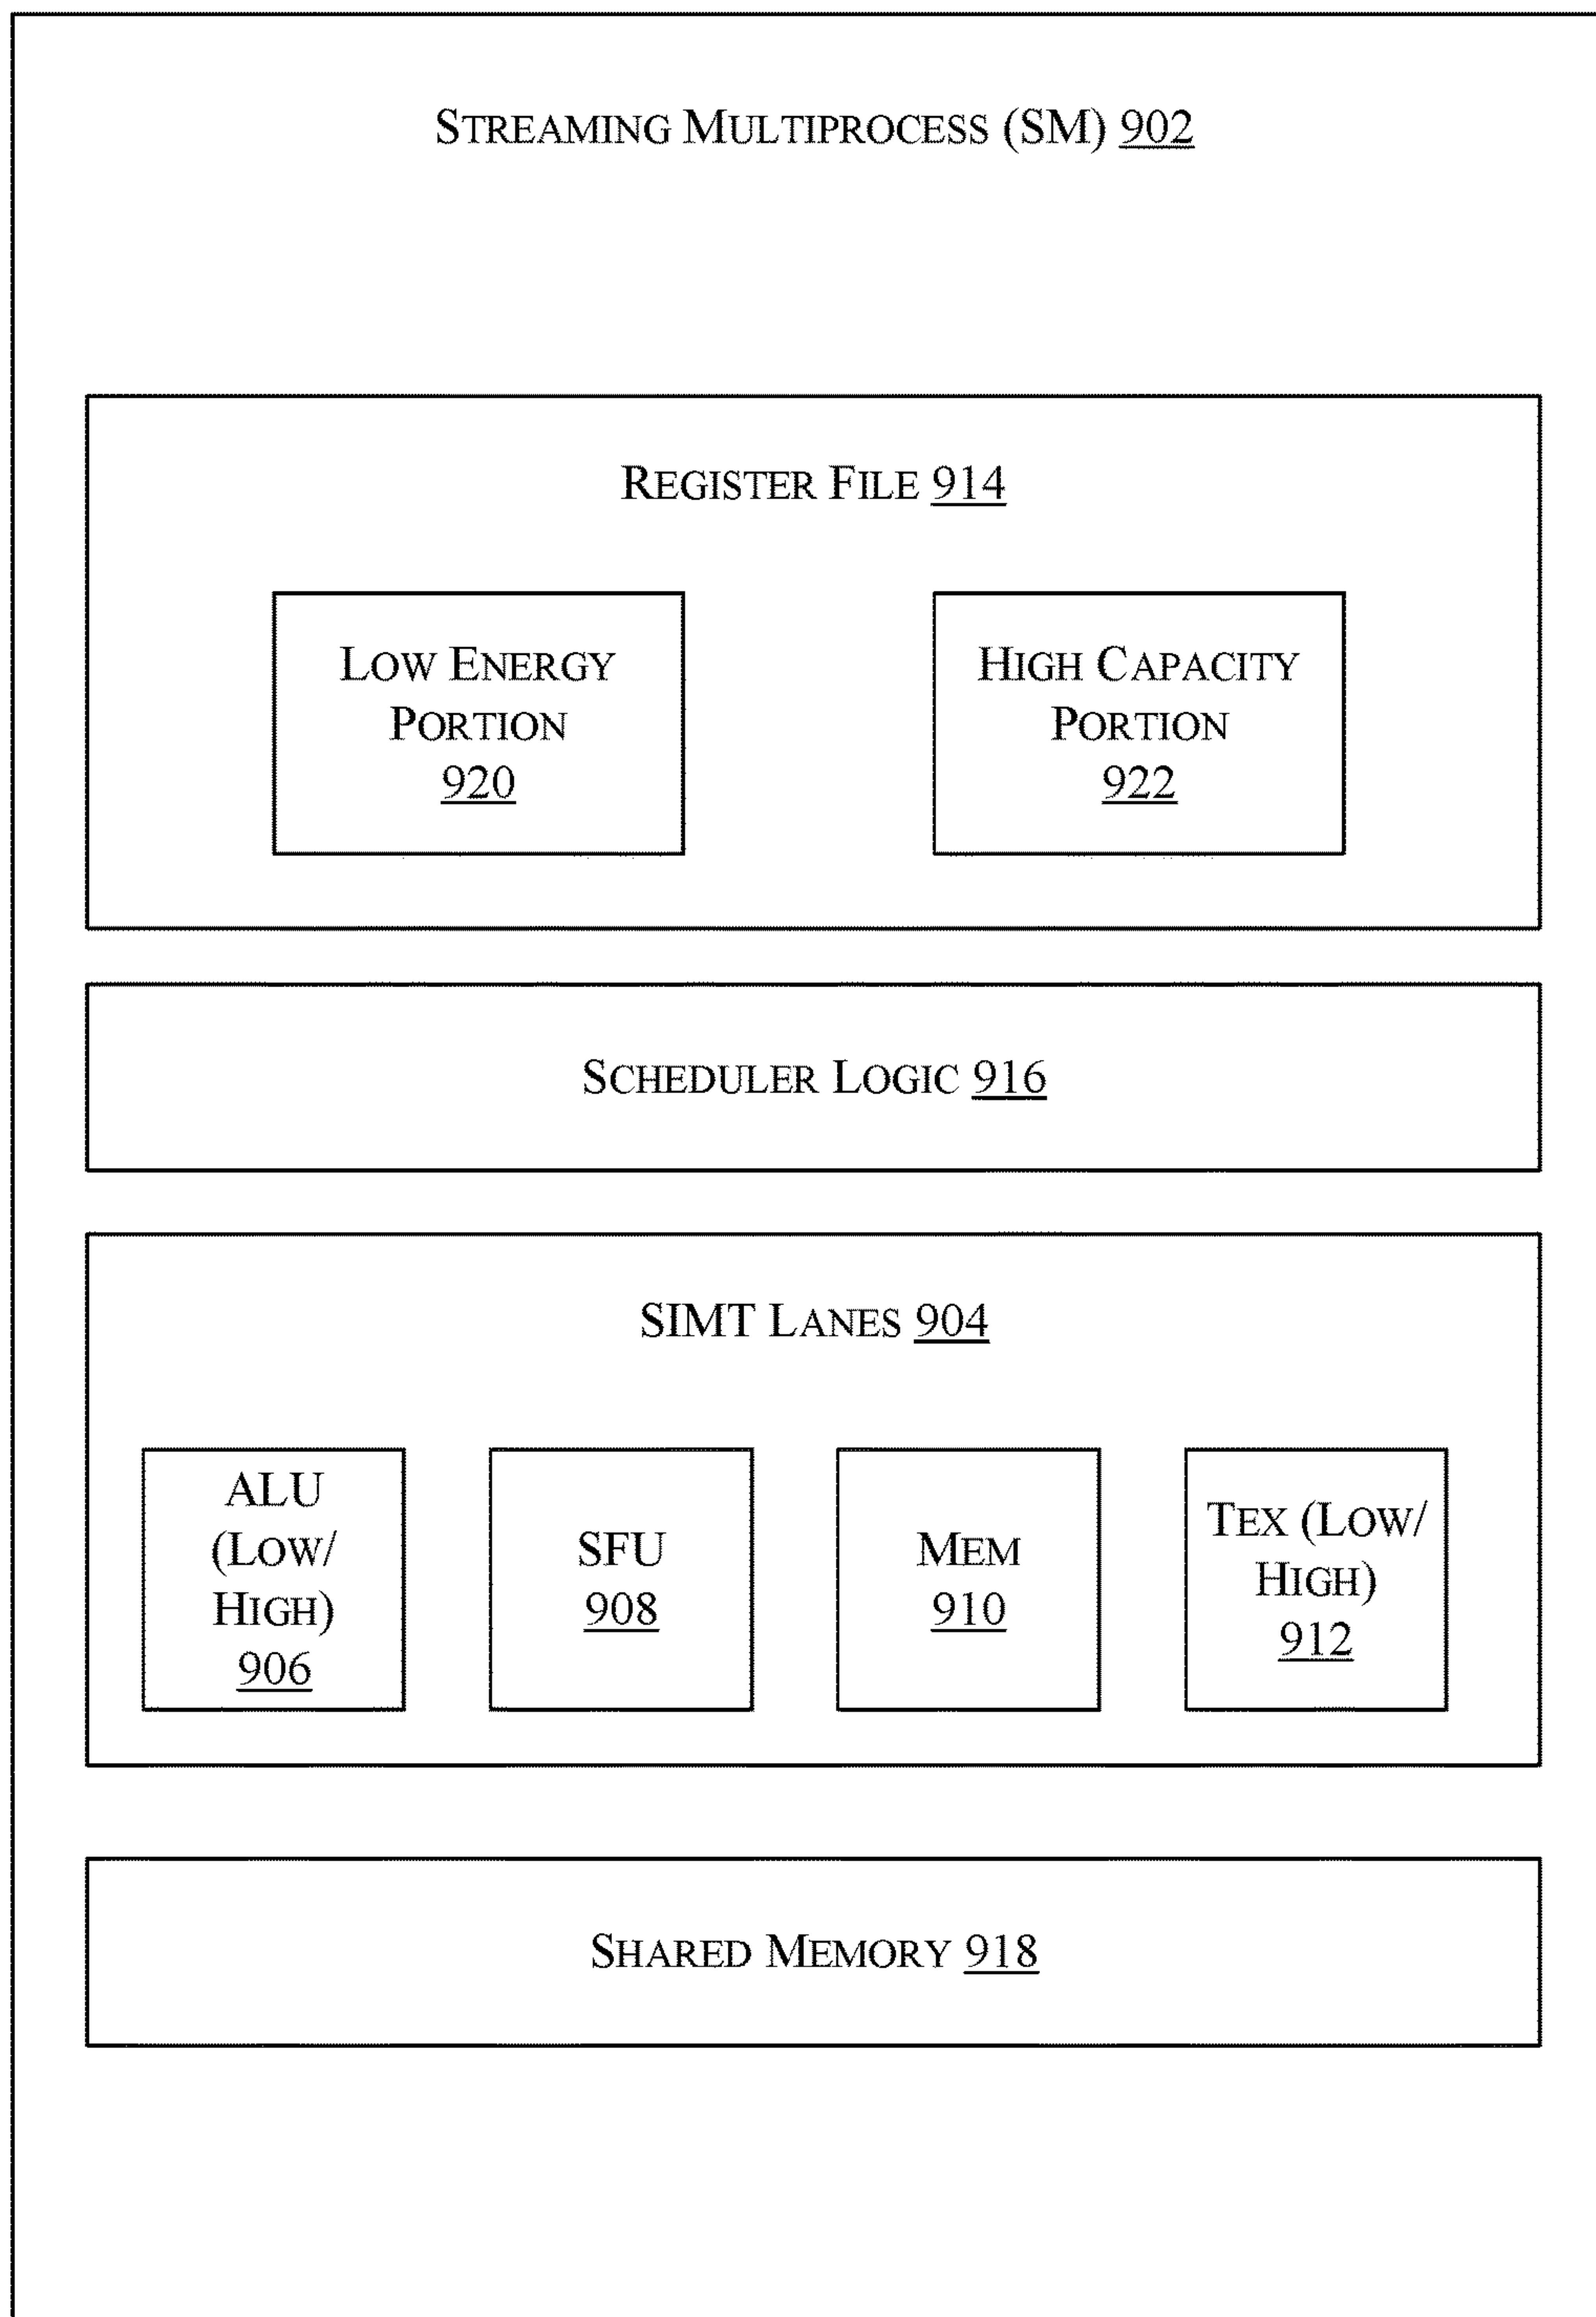 STREAMING MULTIPROCESS (SM) 902
REGISTER FILE 914
LOW ENERGY
PORTION
920
HIGH CAPACITY
PORTION
922
SCHEDULER LOGIC 916
SIMT LANES 904
ALU
(LOW/
HIGH)
906
SFU
908
MEM
910
TEX (LOW/
HIGH)
912
SHARED MEMORY 918